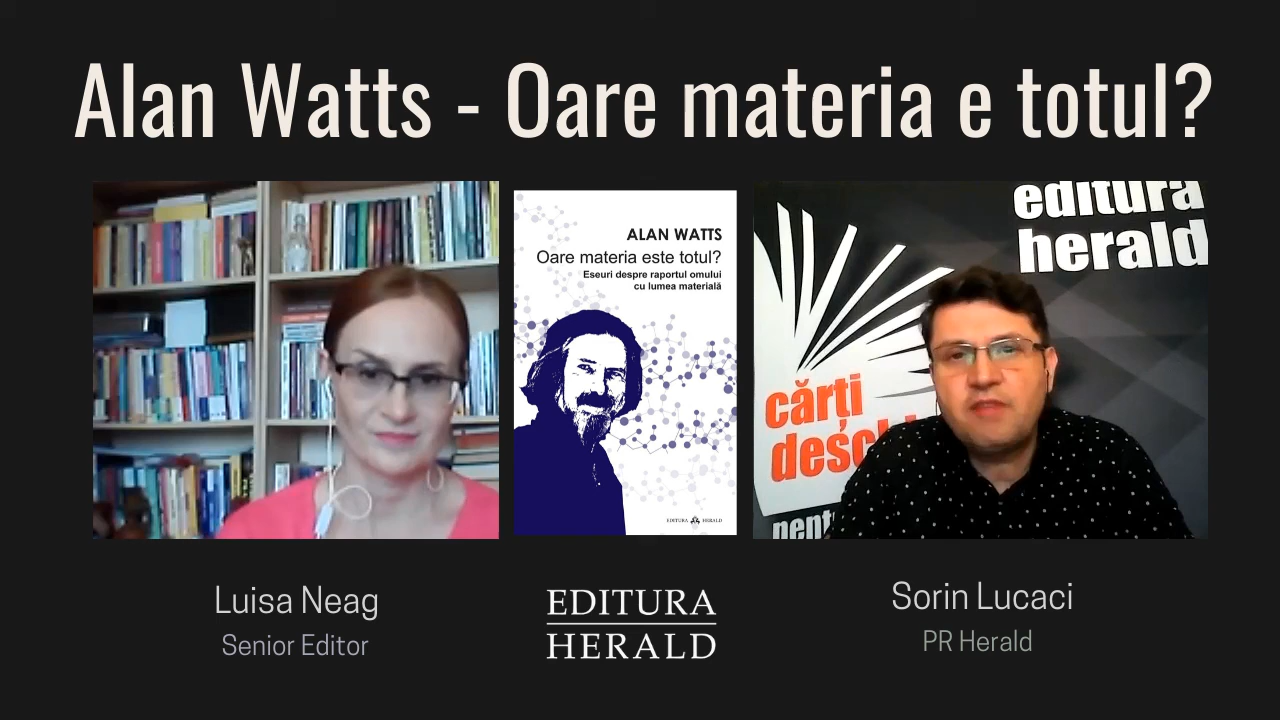 Alan Watts - Oare materia e totul?
ALAN WATTS
Oare materia este totul?
Eseuri despre raportul omului
cu lumea materială
EDITURA HERALD
editura
herald
cărți
Luisa Neag
Senior Editor
EDITURA
HERALD
Sorin Lucaci
PR Herald